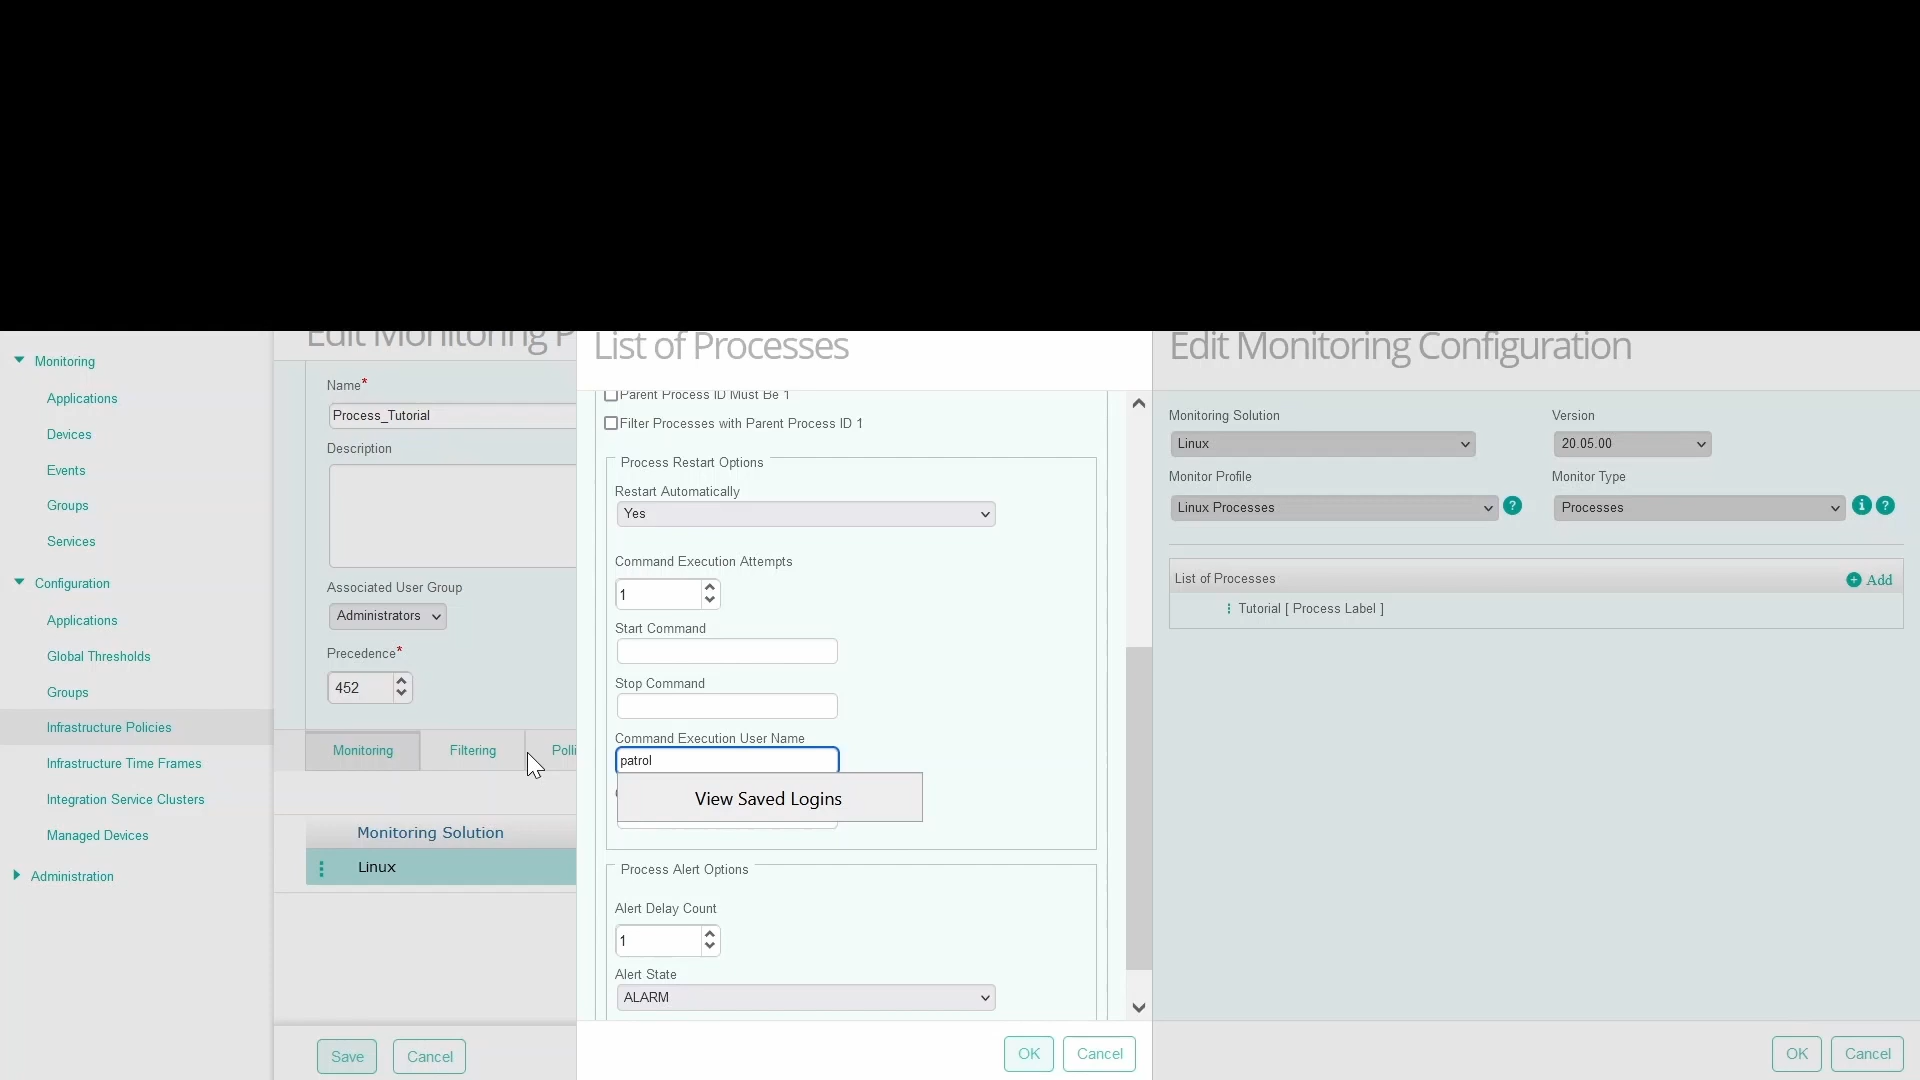 Edit Monitoring P
List of Processes
Edit Monitoring Configuration
Monitoring
Applications
Devices
Events
Groups
Services
Configuration
Applications
Global Thresholds
Groups
Infrastructure Policies
Infrastructure Time Frames
Integration Service Clusters
Managed Devices
Administration
Name*
Process_Tutorial
Description
Associated User Group
Administrators
Precedence*
452
Monitoring
Filtering
Polli
Monitoring Solution
Linux
Save
Cancel
Parent Process ID Must Be 1
Filter Processes with Parent Process ID 1
Process Restart Options
Restart Automatically
Yes
Command Execution Attempts
1
Start Command
Stop Command
Command Execution User Name
patrol
View Saved Logins
Process Alert Options
Alert Delay Count
1
Alert State
ALARM
OK
Cancel
Monitoring Solution
Version
Linux
20.05.00
Monitor Profile
Monitor Type
Linux Processes
Processes
List of Processes
Add
Tutorial [ Process Label ]
OK
Cancel